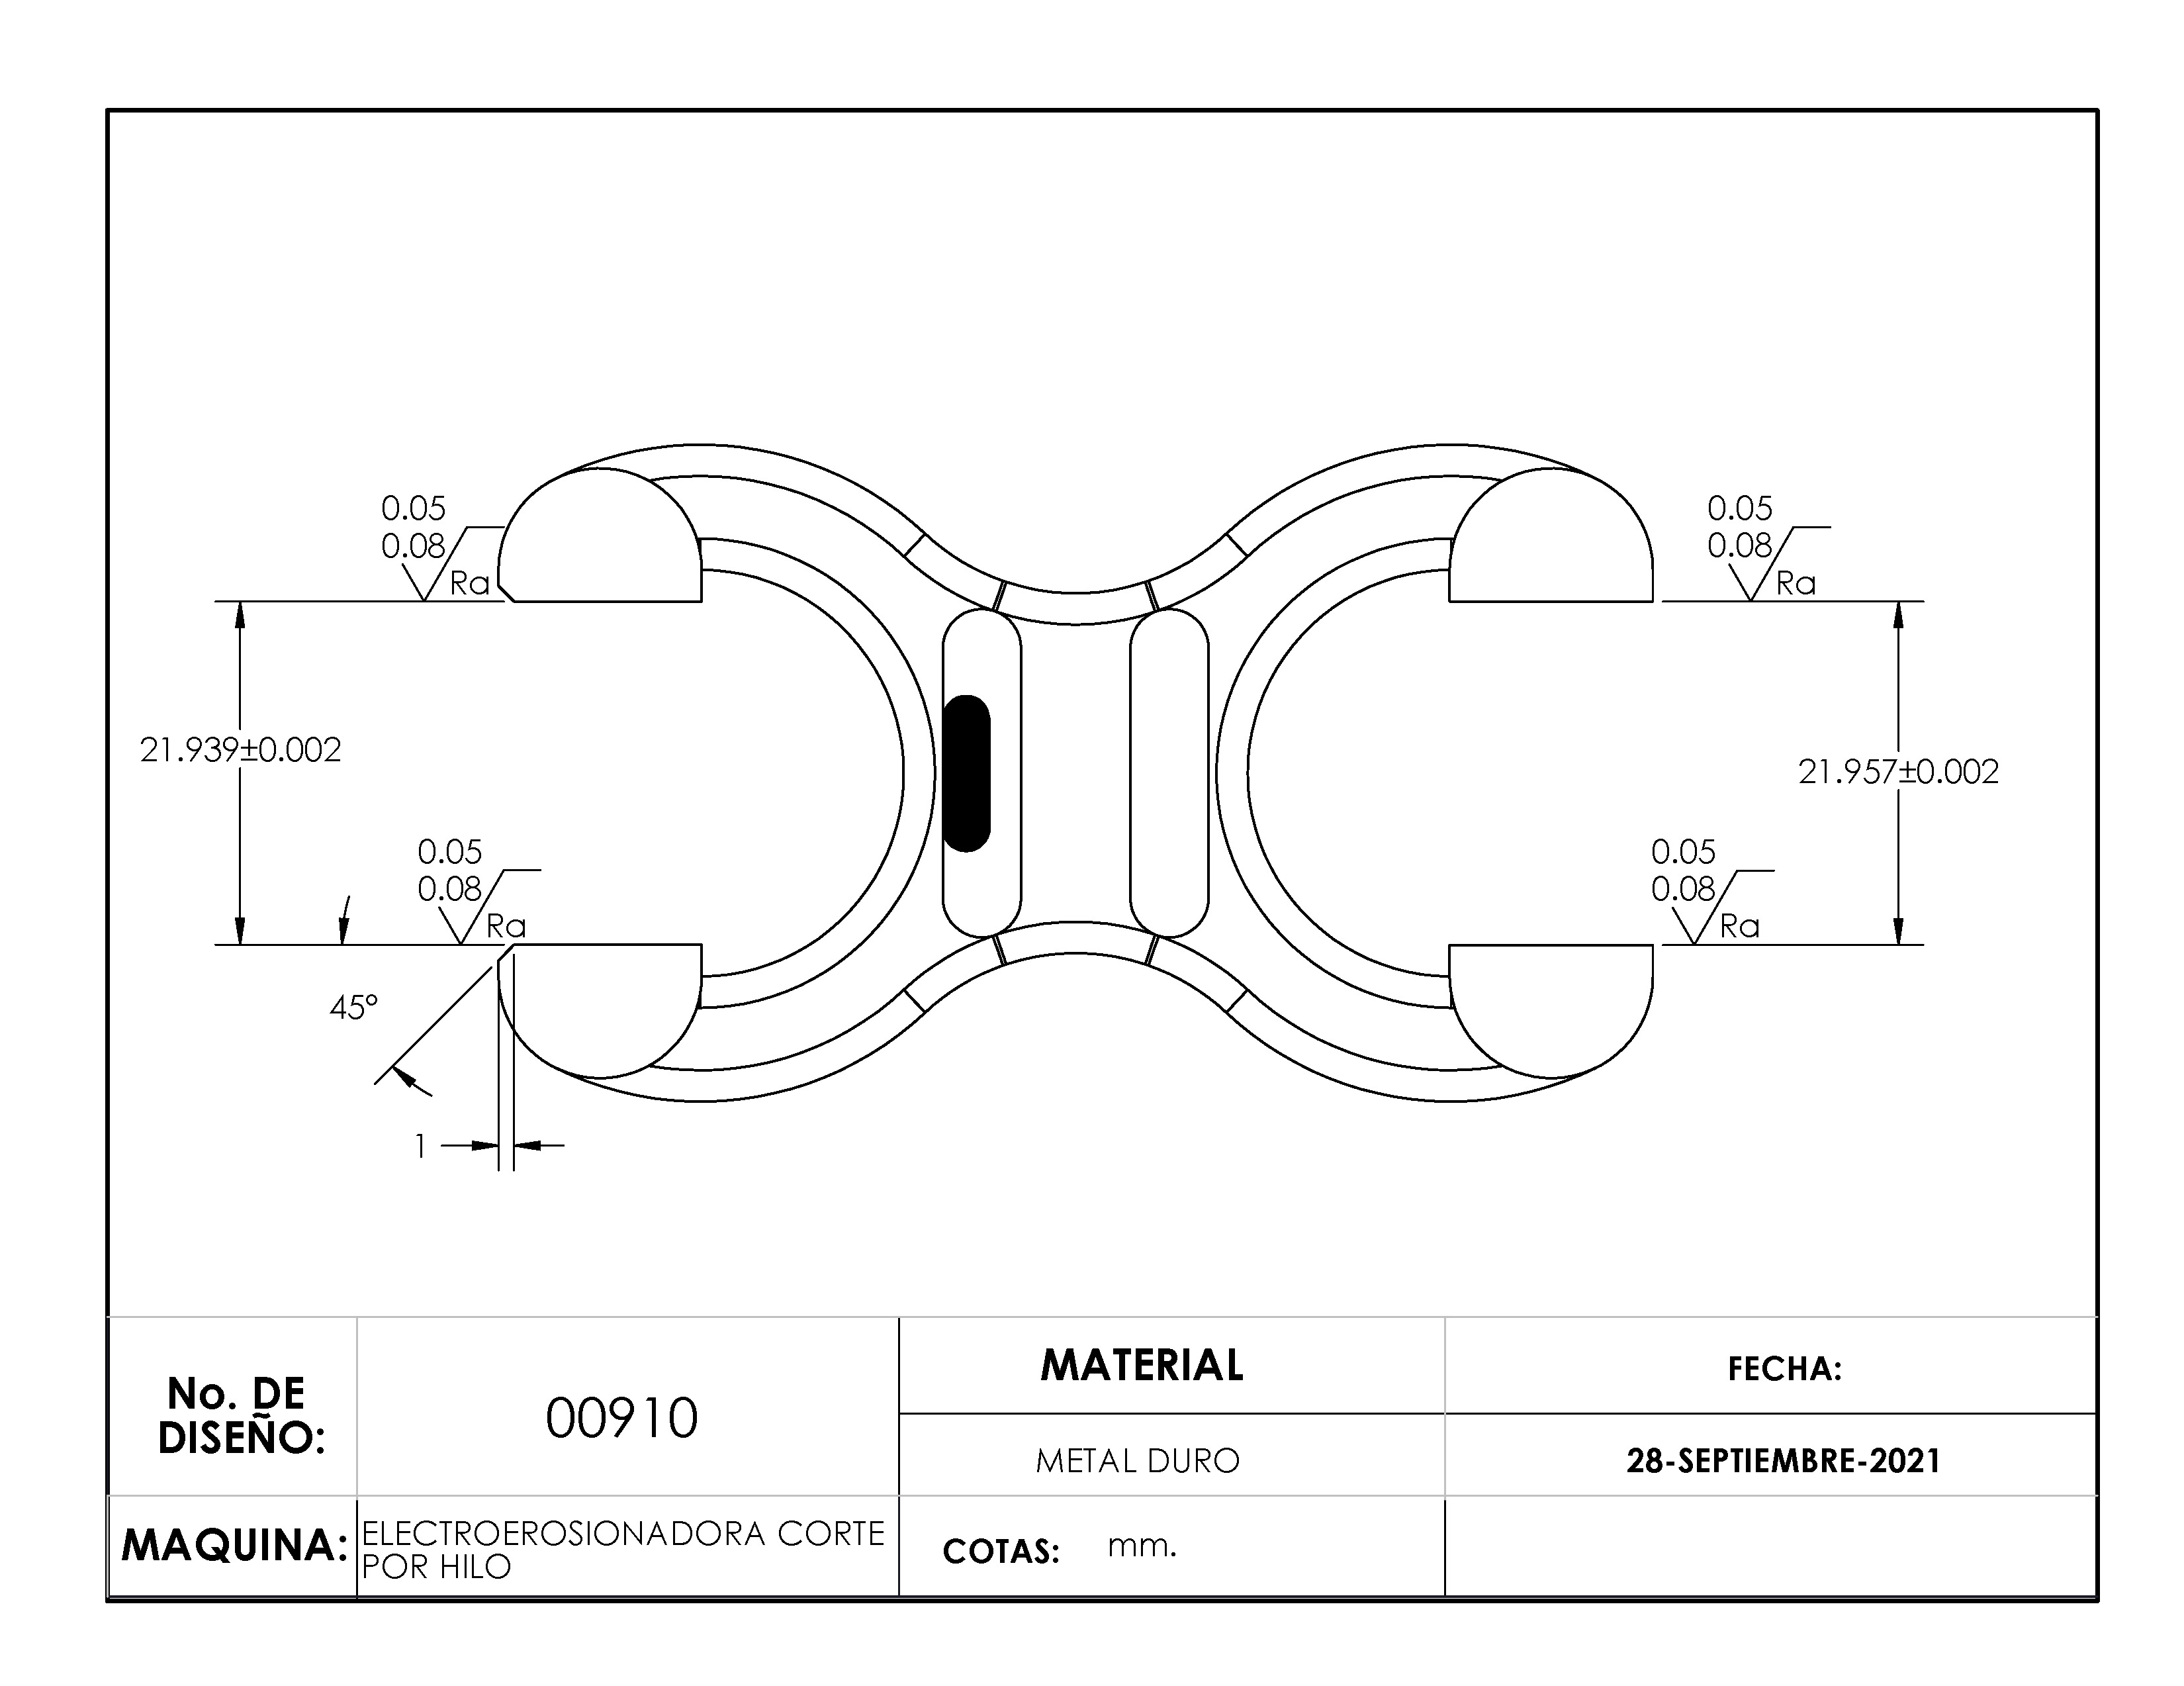 0.05
0.08
Ra
0.05
0.08
Ra
21.939±0.002
21.957±0.002
0.05
0.08
Ra
0.05
0.08
Ra
45°
1
No. DE
DISEÑO:
00910
MATERIAL
METAL DURO
FECHA:
28-SEPTIEMBRE-2021
MAQUINA:
ELECTROEROSIONADORA CORTE
POR HILO
COTAS:
mm.